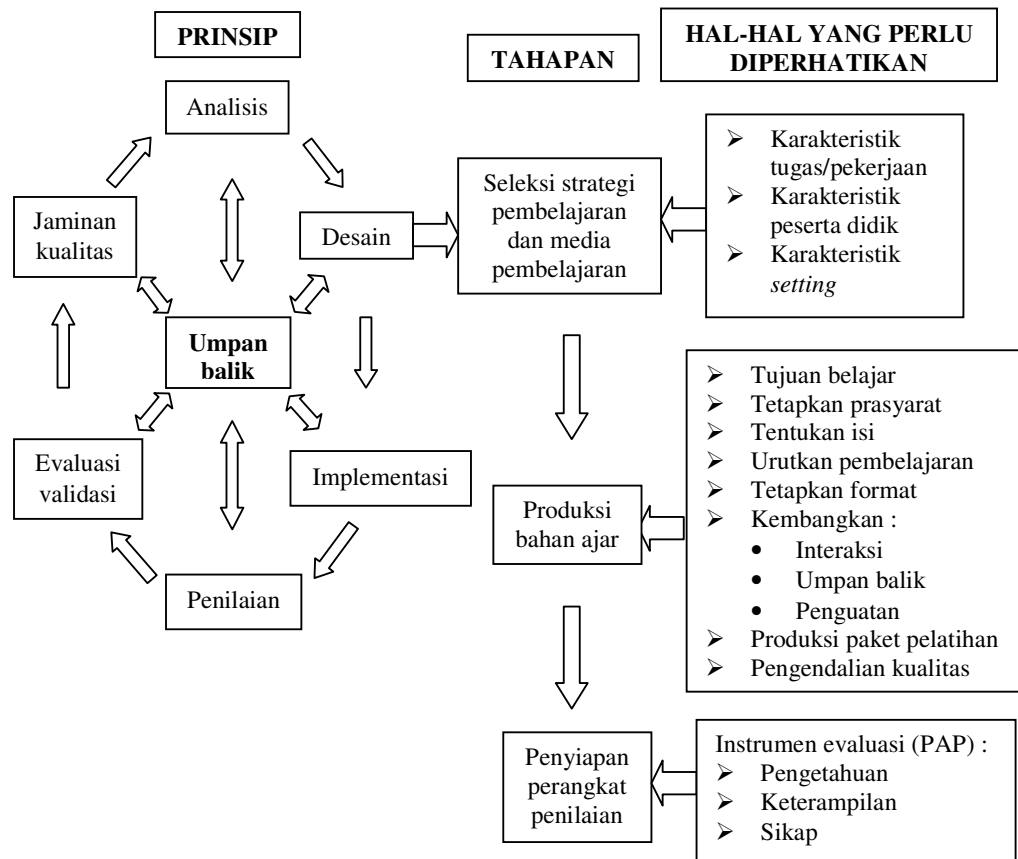 PRINSIP
Analisis
Desain
Implementasi
Penilaian
Evaluasi
validasi
Jaminan
kualitas
Umpan
balik
TAHAPAN
Seleksi strategi
pembelajaran
dan media
pembelajaran
Produksi
bahan ajar
Penyiapan
perangkat
penilaian
HAL-HAL YANG PERLU
DIPERHATIKAN
➢ Karakteristik
tugas/pekerjaan
➢ Karakteristik
peserta didik
➢ Karakteristik
setting
➢ Tujuan belajar
➢ Tetapkan prasyarat
➢ Tentukan isi
➢ Urutkan pembelajaran
➢ Tetapkan format
➢ Kembangkan :
• Interaksi
• Umpan balik
• Penguatan
➢ Produksi paket pelatihan
➢ Pengendalian kualitas
Instrumen evaluasi (PAP) :
➢ Pengetahuan
➢ Keterampilan
➢ Sikap